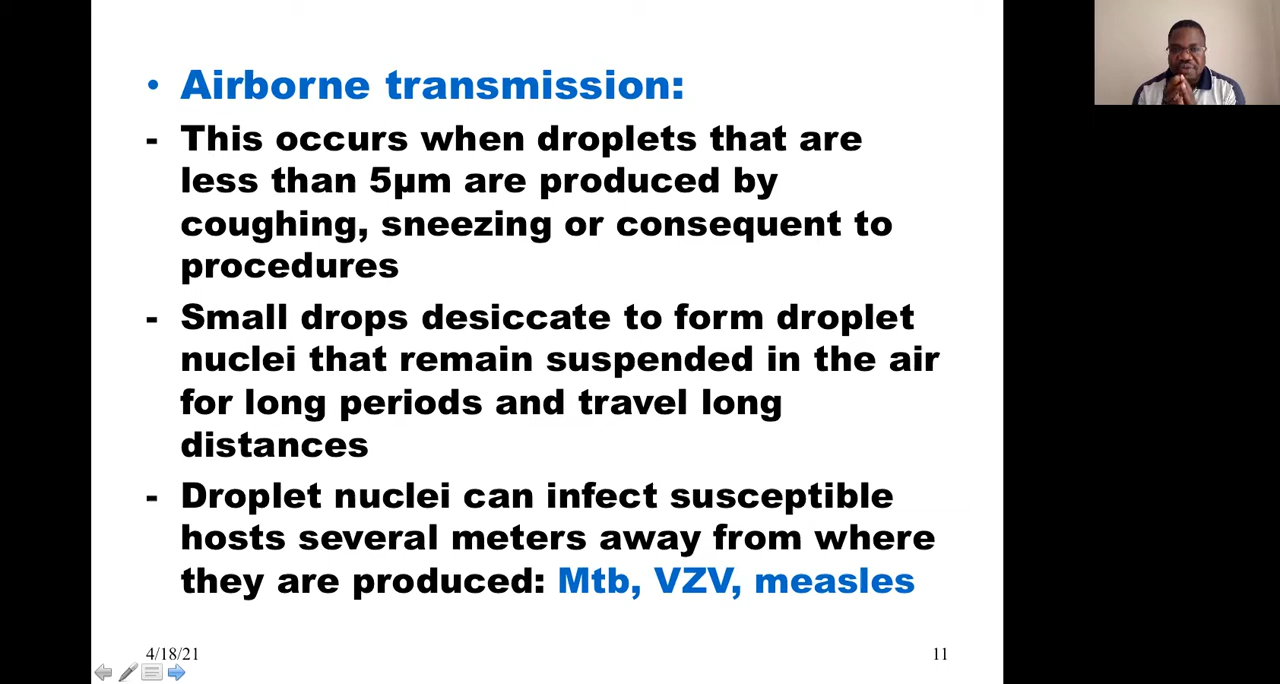 • Airborne transmission:
- This occurs when droplets that are
less than 5µm are produced by
coughing, sneezing or consequent to
procedures
- Small drops desiccate to form droplet
nuclei that remain suspended in the air
for long periods and travel long
distances
- Droplet nuclei can infect susceptible
hosts several meters away from where
they are produced: Mtb, VZV, measles
4/18/21
11